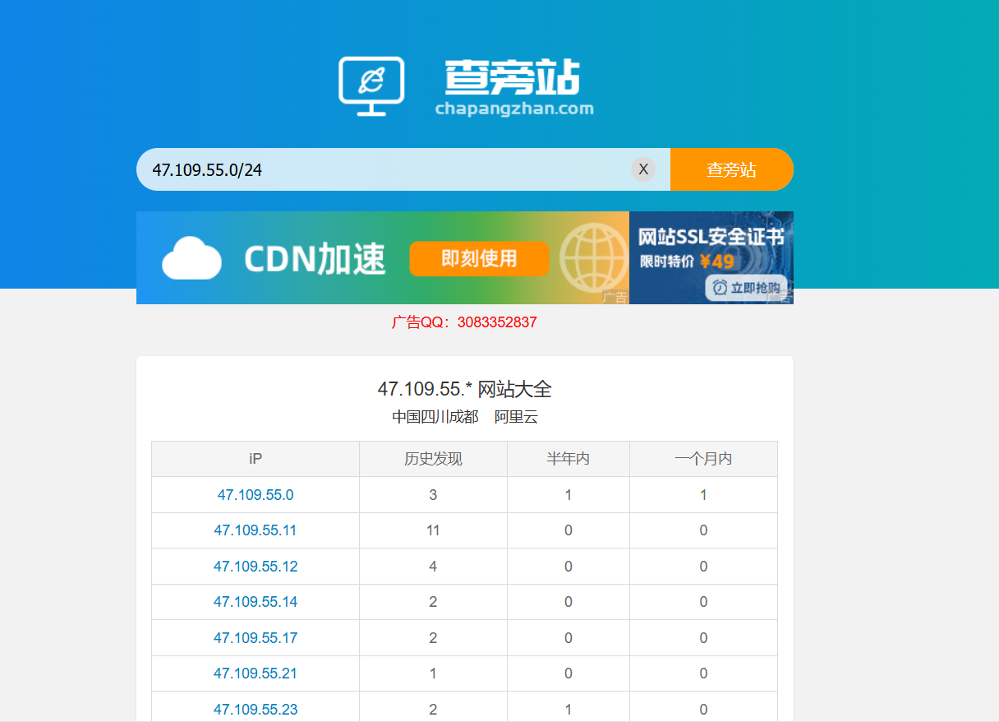 查旁站
chapangzhan.com
47.109.55.0/24 X 查旁站
CDN加速 即刻使用 广告
网站SSL安全证书
限时特价 ¥49
立即抢购 广告
广告QQ：3083352837
47.109.55.* 网站大全
中国四川成都 阿里云
iP 历史发现 半年内 一个月内
47.109.55.0 3 1 1
47.109.55.11 11 0 0
47.109.55.12 4 0 0
47.109.55.14 2 0 0
47.109.55.17 2 0 0
47.109.55.21 1 0 0
47.109.55.23 2 1 0